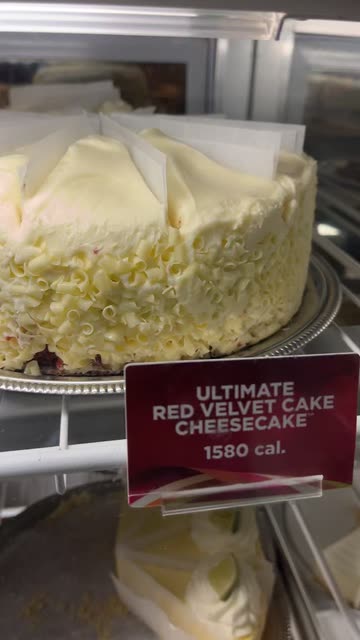 ULTIMATE
RED VELVET CAKE
CHEESECAKE™
1580 cal.